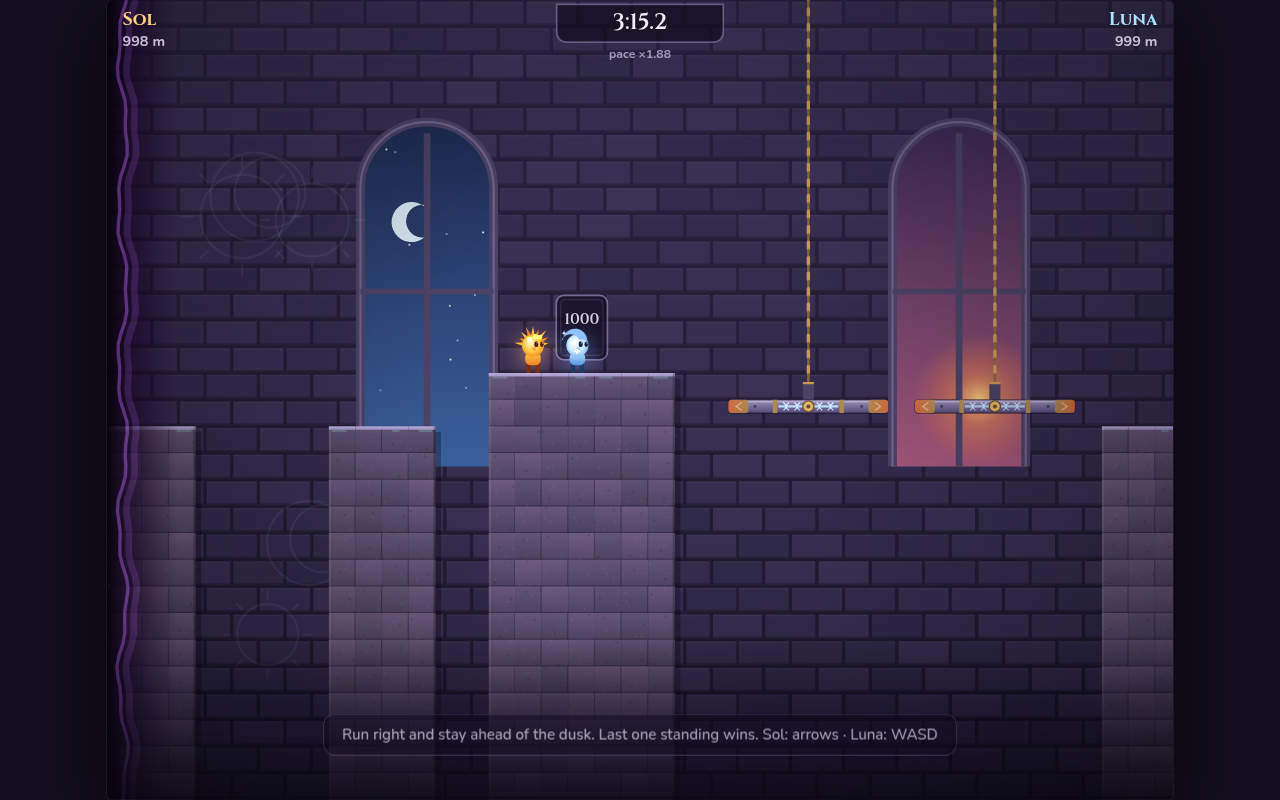 SOL
998 m
3:15.2
pace ×1.88
LUNA
999 m
1000
Run right and stay ahead of the dusk. Last one standing wins. Sol: arrows · Luna: WASD